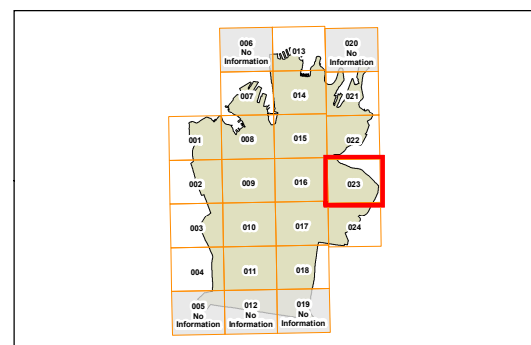 006
No
Information
013
020
No
Information
007
014
021
001
008
015
022
002
009
016
023
003
010
017
024
004
011
018
005
No
Information
012
No
Information
019
No
Information